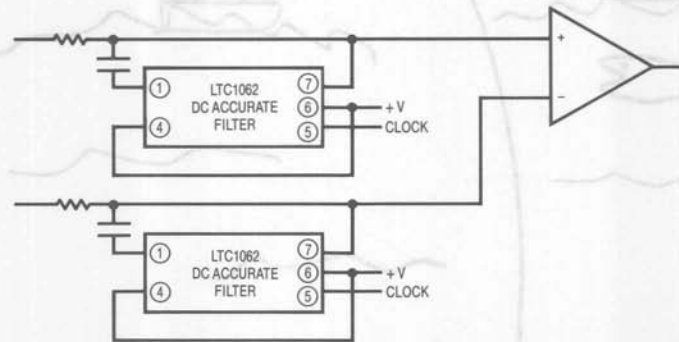 +
LTC1062
DC ACCURATE
FILTER
1
4
7
6
5
+V
CLOCK
−
LTC1062
DC ACCURATE
FILTER
1
4
7
6
5
+V
CLOCK